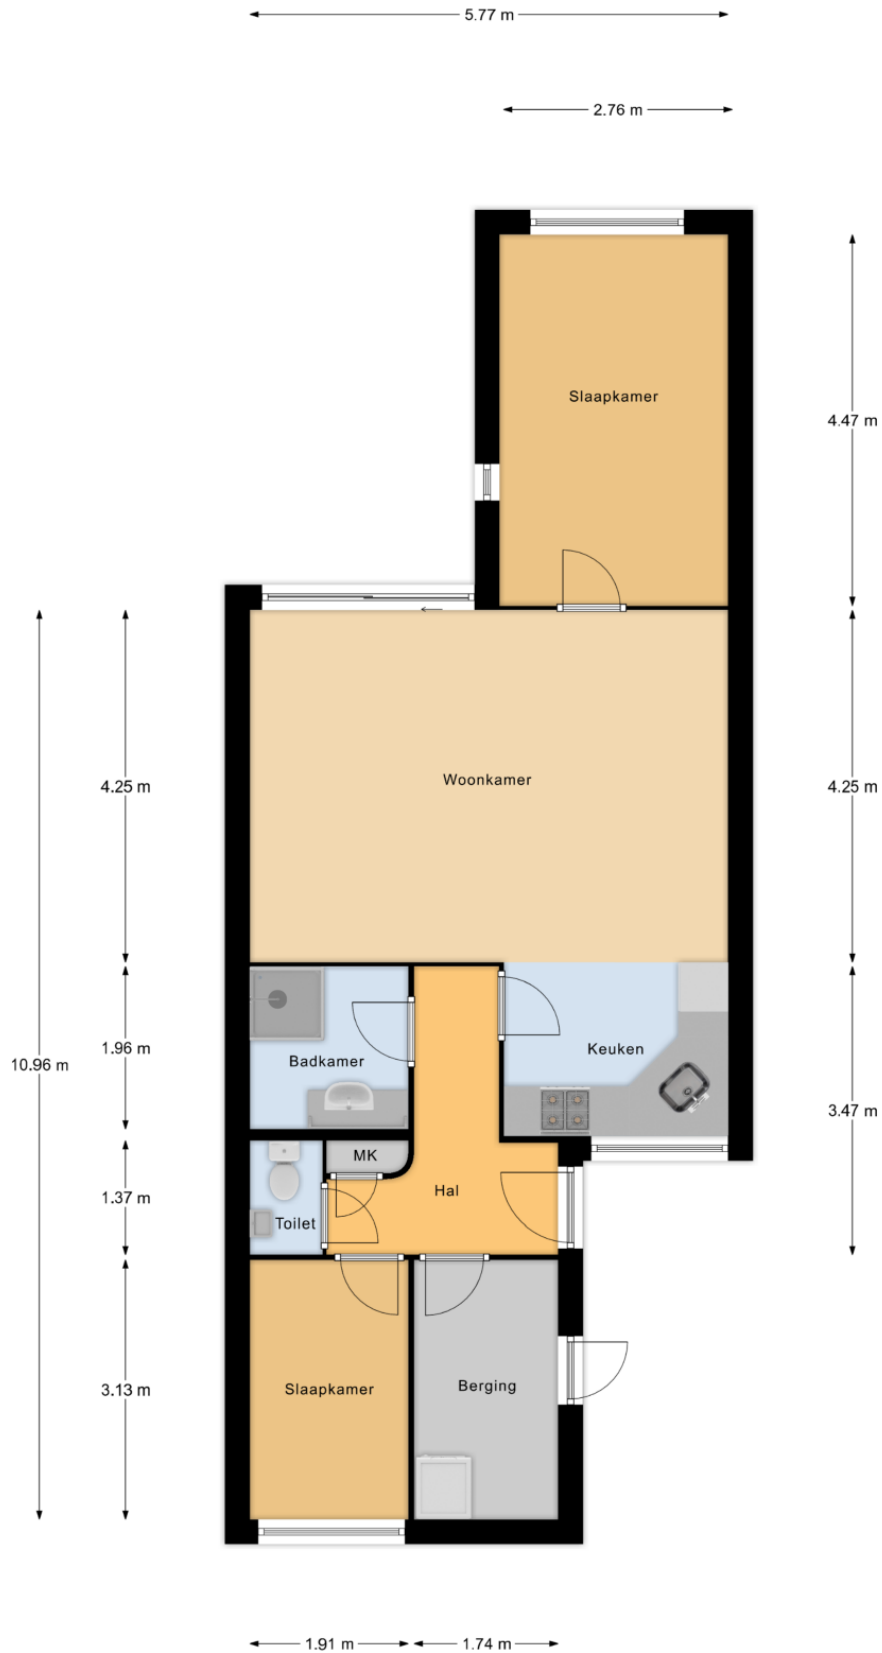 5.77 m
2.76 m
Slaapkamer
4.47 m
Woonkamer
4.25 m
4.25 m
Keuken
1.96 m
Badkamer
10.96 m
3.47 m
MK
Hal
1.37 m
Toilet
Berging
Slaapkamer
3.13 m
1.91 m
1.74 m